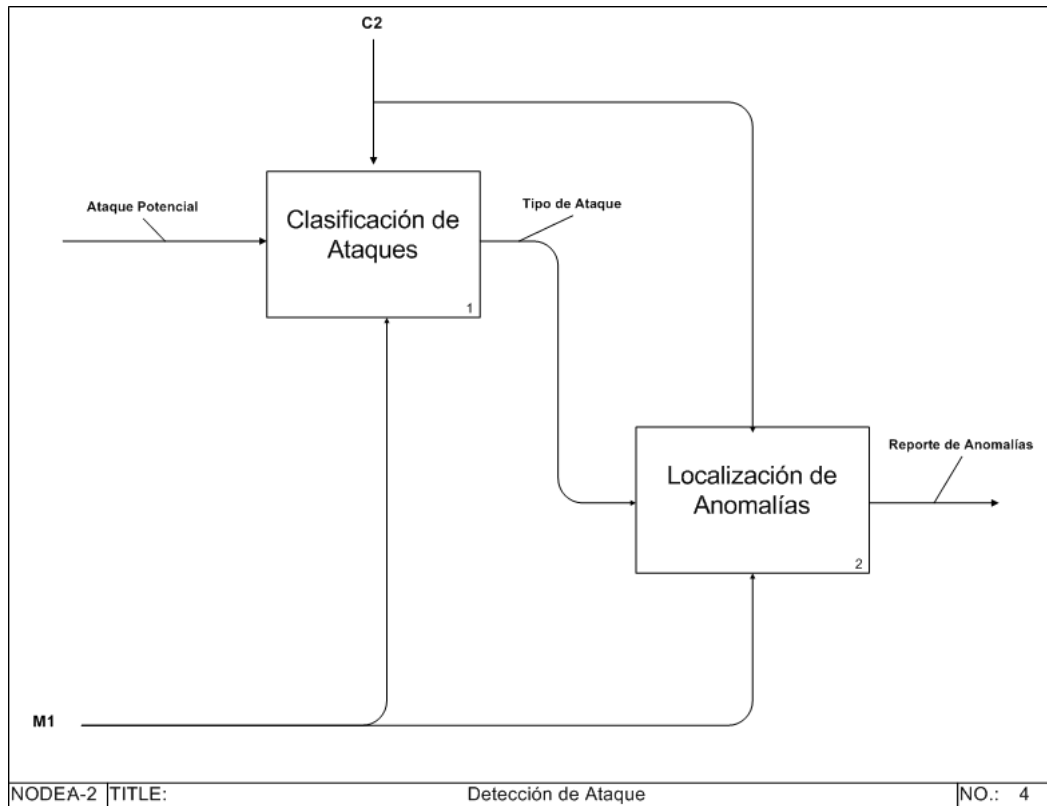 C2
Ataque Potencial
Clasificación de
Ataques
1
Tipo de Ataque
Localización de
Anomalías
2
Reporte de Anomalías
M1
NODEA-2 TITLE: Detección de Ataque NO.: 4